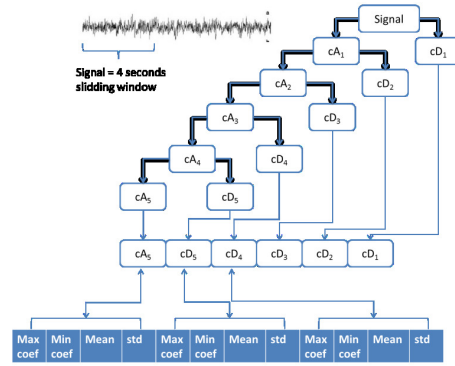 Signal
cA1
cD1
Signal = 4 seconds
slidding window
cA2
cD2
cA3
cD3
cA4
cD4
cA5
cD5
cA5 cD5 cD4 cD3 cD2 cD1
Max coef Min coef Mean std Max coef Min coef Mean std Max coef Min coef Mean std